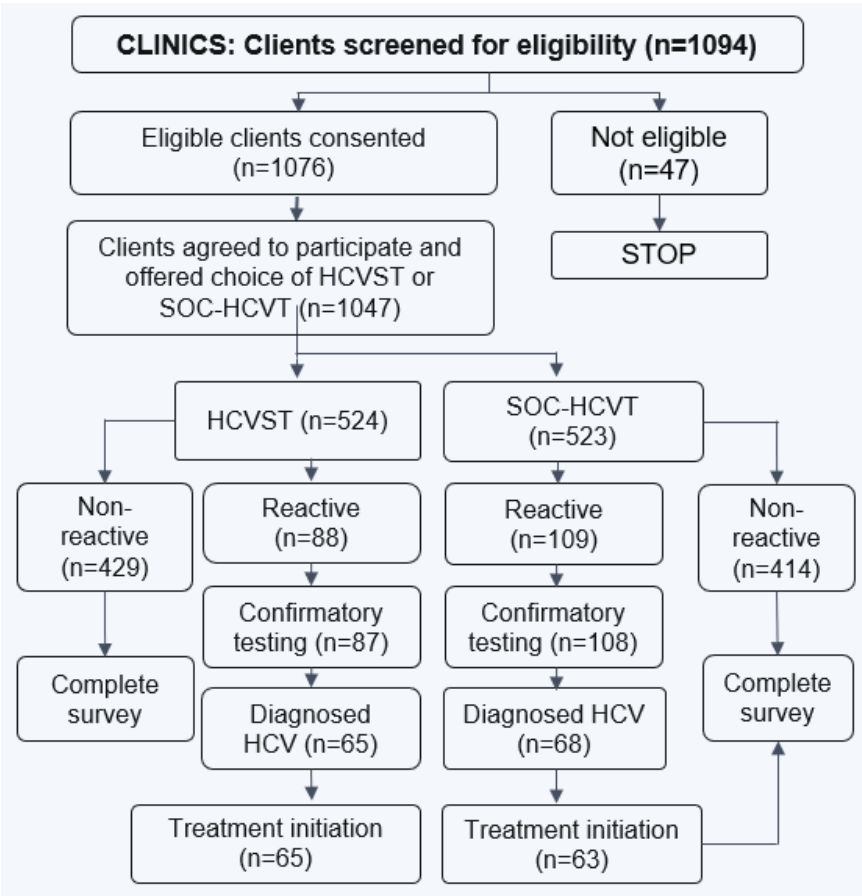 CLINICS: Clients screened for eligibility (n=1094)
Eligible clients consented
(n=1076)
Not eligible
(n=47)
STOP
Clients agreed to participate and
offered choice of HCVST or
SOC-HCVT (n=1047)
HCVST (n=524)
SOC-HCVT
(n=523)
Non-
reactive
(n=429)
Reactive
(n=88)
Reactive
(n=109)
Non-
reactive
(n=414)
Confirmatory
testing (n=87)
Confirmatory
testing (n=108)
Complete
survey
Diagnosed
HCV (n=65)
Diagnosed HCV
(n=68)
Complete
survey
Treatment initiation
(n=65)
Treatment initiation
(n=63)